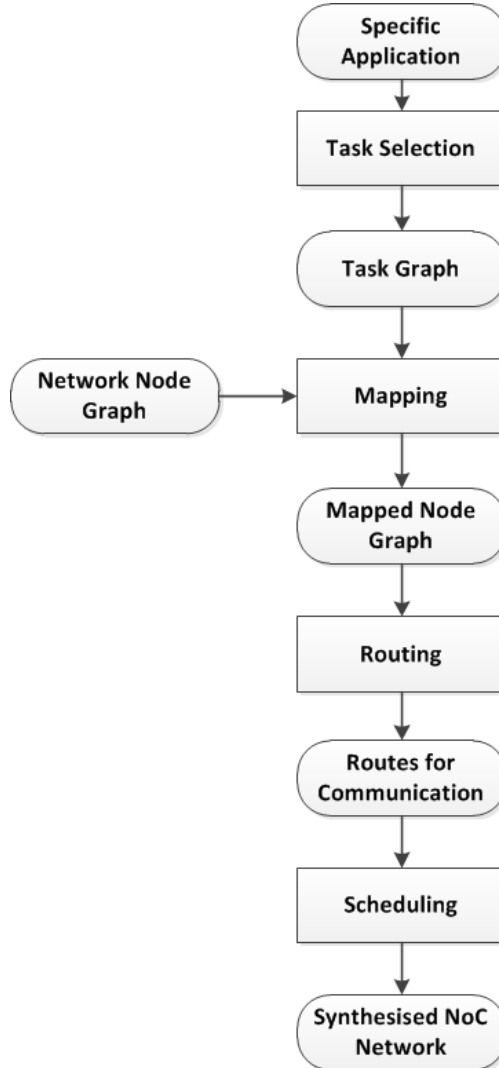 Specific
Application
Task Selection
Task Graph
Network Node
Graph
Mapping
Mapped Node
Graph
Routing
Routes for
Communication
Scheduling
Synthesised NoC
Network